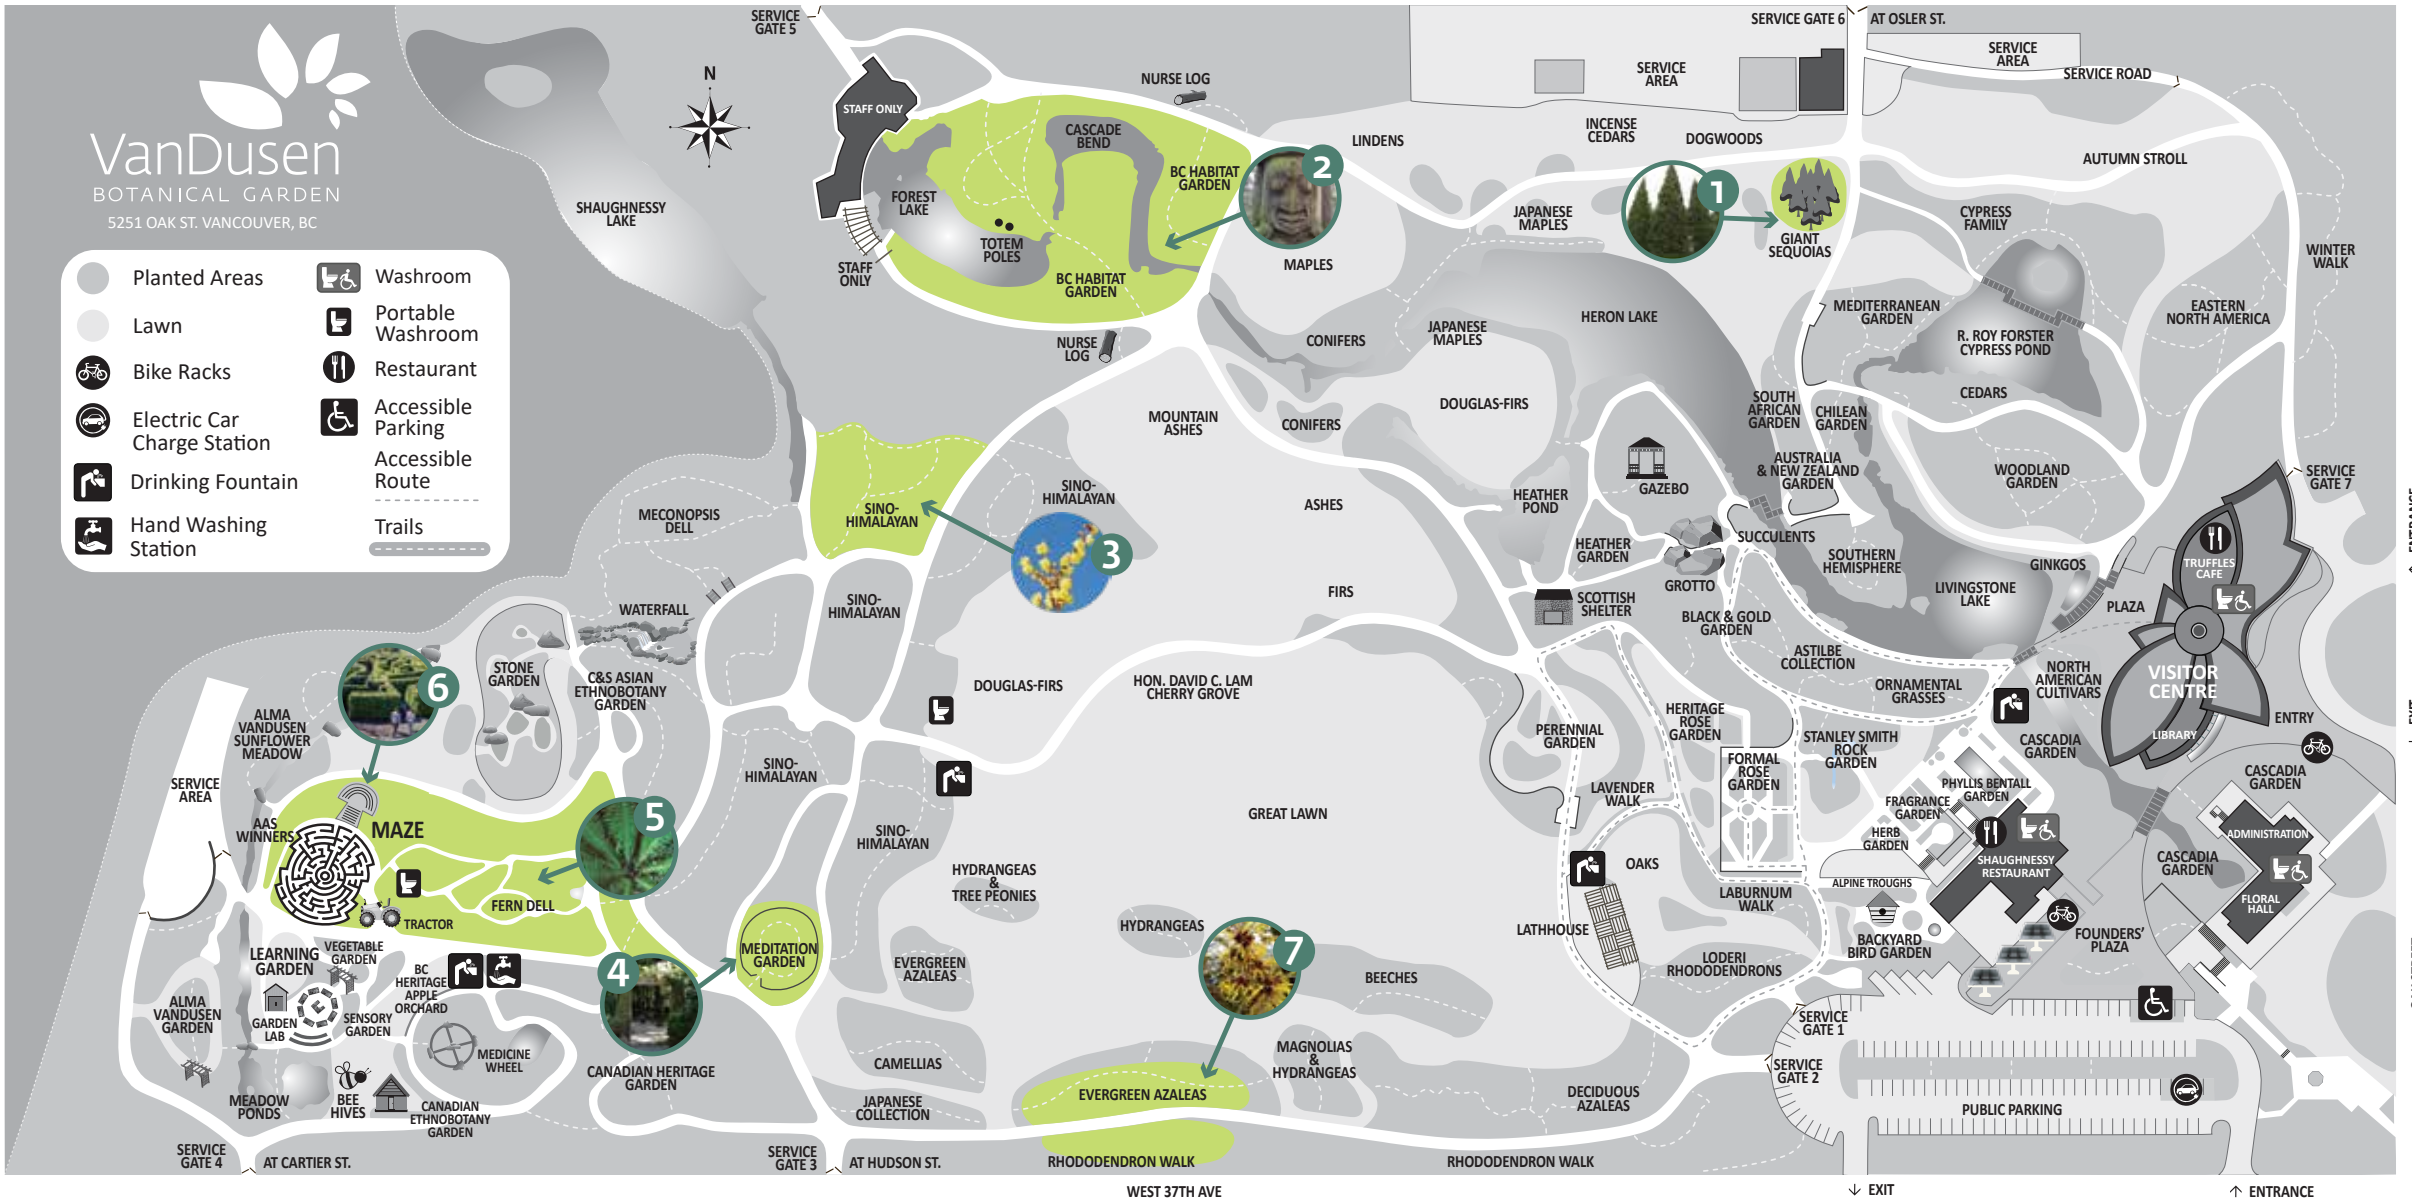 VanDusen
BOTANICAL GARDEN
5251 OAK ST. VANCOUVER, BC
Planted Areas
Lawn
Bike Racks
Electric Car
Charge Station
Drinking Fountain
Hand Washing
Station
Washroom
Portable
Washroom
Restaurant
Accessible
Parking
Accessible
Route
Trails
N
SERVICE
GATE 5
STAFF ONLY
NURSE LOG
CASCADE
BEND
BC HABITAT
GARDEN
FOREST
LAKE
TOTEM
POLES
BC HABITAT
GARDEN
STAFF
ONLY
SHAUGHNESSY
LAKE
NURSE
LOG
2
MAPLES
LINDENS
SERVICE GATE 6
AT OSLER ST.
SERVICE
AREA
SERVICE
AREA
SERVICE ROAD
INCENSE
CEDARS
DOGWOODS
AUTUMN STROLL
1
JAPANESE
MAPLES
GIANT
SEQUOIAS
CYPRESS
FAMILY
WINTER
WALK
HERON LAKE
MEDITERRANEAN
GARDEN
EASTERN
NORTH AMERICA
R. ROY FORSTER
CYPRESS POND
CEDARS
CONIFERS
JAPANESE
MAPLES
DOUGLAS-FIRS
CONIFERS
MOUNTAIN
ASHES
SOUTH
AFRICAN
GARDEN
CHILEAN
GARDEN
AUSTRALIA
& NEW ZEALAND
GARDEN
WOODLAND
GARDEN
SERVICE
GATE 7
GAZEBO
HEATHER
POND
HEATHER
GARDEN
SUCCULENTS
GROTTO
SOUTHERN
HEMISPHERE
GINKGOS
LIVINGSTONE
LAKE
PLAZA
TRUFFLES
CAFE
ENTRANCE
SINO-
HIMALAYAN
SINO-
HIMALAYAN
3
ASHES
FIRS
MECONOPSIS
DELL
SINO-
HIMALAYAN
WATERFALL
SCOTTISH
SHELTER
BLACK & GOLD
GARDEN
ASTILBE
COLLECTION
ORNAMENTAL
GRASSES
NORTH
AMERICAN
CULTIVARS
VISITOR
CENTRE
LIBRARY
ENTRY
EXIT
STONE
GARDEN
C&S ASIAN
ETHNOBOTANY
GARDEN
6
DOUGLAS-FIRS
HON. DAVID C. LAM
CHERRY GROVE
PERENNIAL
GARDEN
HERITAGE
ROSE
GARDEN
STANLEY SMITH
ROCK
GARDEN
CASCADIA
GARDEN
ALMA
VANDUSEN
SUNFLOWER
MEADOW
SERVICE
AREA
SINO-
HIMALAYAN
FORMAL
ROSE
GARDEN
LAVENDER
WALK
PHYLLIS BENTALL
GARDEN
FRAGRANCE
GARDEN
HERB
GARDEN
CASCADIA
GARDEN
AAS
WINNERS
MAZE
5
SINO-
HIMALAYAN
GREAT LAWN
OAKS
SHAUGHNESSY
RESTAURANT
ADMINISTRATION
CASCADIA
GARDEN
FLORAL
HALL
FERN DELL
TRACTOR
HYDRANGEAS
&
TREE PEONIES
HYDRANGEAS
LABURNUM
WALK
ALPINE TROUGHS
LATHHOUSE
BACKYARD
BIRD GARDEN
FOUNDERS'
PLAZA
LEARNING
GARDEN
VEGETABLE
GARDEN
BC
HERITAGE
APPLE
ORCHARD
4
MEDITATION
GARDEN
EVERGREEN
AZALEAS
7
BEECHES
LODERI
RHODODENDRONS
ALMA
VANDUSEN
GARDEN
GARDEN
LAB
SENSORY
GARDEN
MEDICINE
WHEEL
CANADIAN HERITAGE
GARDEN
CAMELLIAS
MAGNOLIAS
&
HYDRANGEAS
SERVICE
GATE 1
SERVICE
GATE 2
MEADOW
PONDS
BEE
HIVES
CANADIAN
ETHNOBOTANY
GARDEN
JAPANESE
COLLECTION
EVERGREEN AZALEAS
DECIDUOUS
AZALEAS
PUBLIC PARKING
SERVICE
GATE 4
AT CARTIER ST.
SERVICE
GATE 3
AT HUDSON ST.
RHODODENDRON WALK
RHODODENDRON WALK
WEST 37TH AVE
EXIT
ENTRANCE